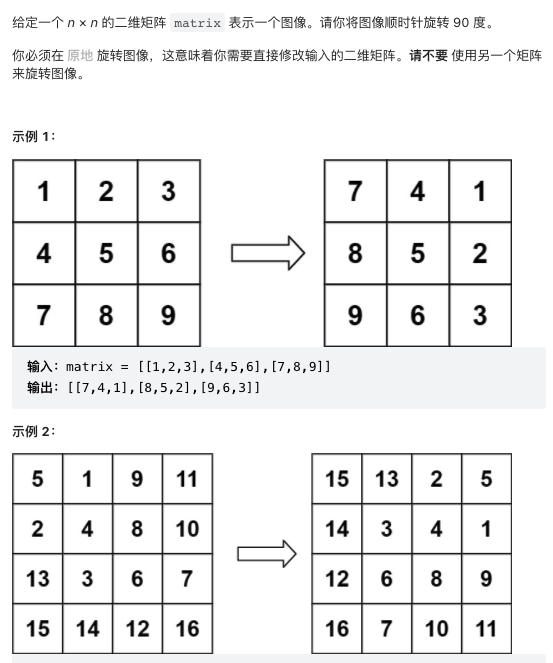 给定一个 n × n 的二维矩阵 matrix 表示一个图像。请你将图像顺时针旋转 90 度。
你必须在 原地 旋转图像，这意味着你需要直接修改输入的二维矩阵。请不要 使用另一个矩阵
来旋转图像。
示例 1：
1 2 3 7 4 1
4 5 6 8 5 2
7 8 9 9 6 3
输入：matrix = [[1,2,3],[4,5,6],[7,8,9]]
输出：[[7,4,1],[8,5,2],[9,6,3]]
示例 2：
5 1 9 11 15 13 2 5
2 4 8 10 14 3 4 1
13 3 6 7 12 6 8 9
15 14 12 16 16 7 10 11